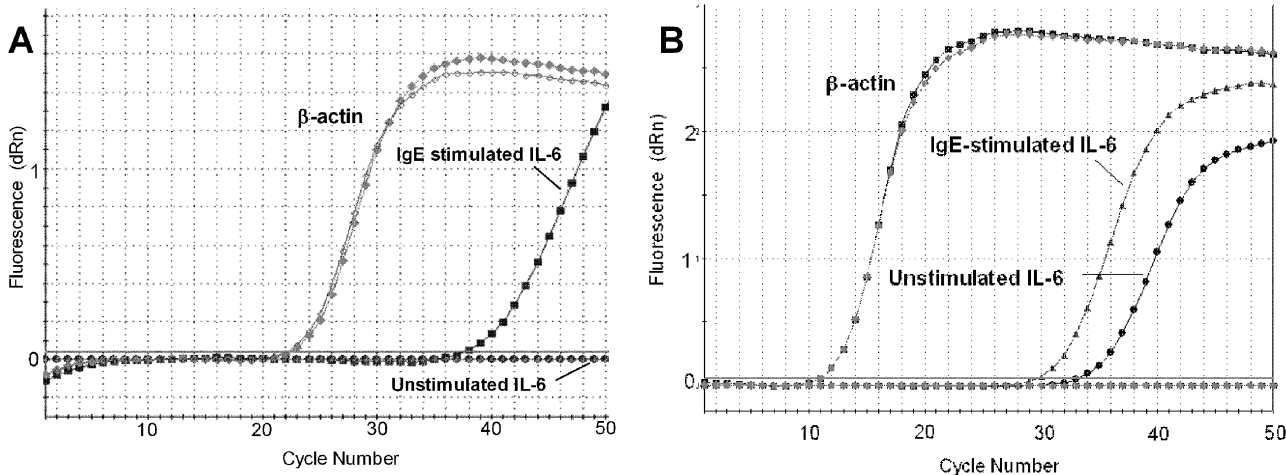 A
Fluorescence (dRn)
1
0
β-actin
IgE stimulated IL-6
Unstimulated IL-6
10
20
30
40
50
Cycle Number
B
Fluorescence (dRn)
2
1
0
β-actin
IgE-stimulated IL-6
Unstimulated IL-6
10
20
30
40
50
Cycle Number